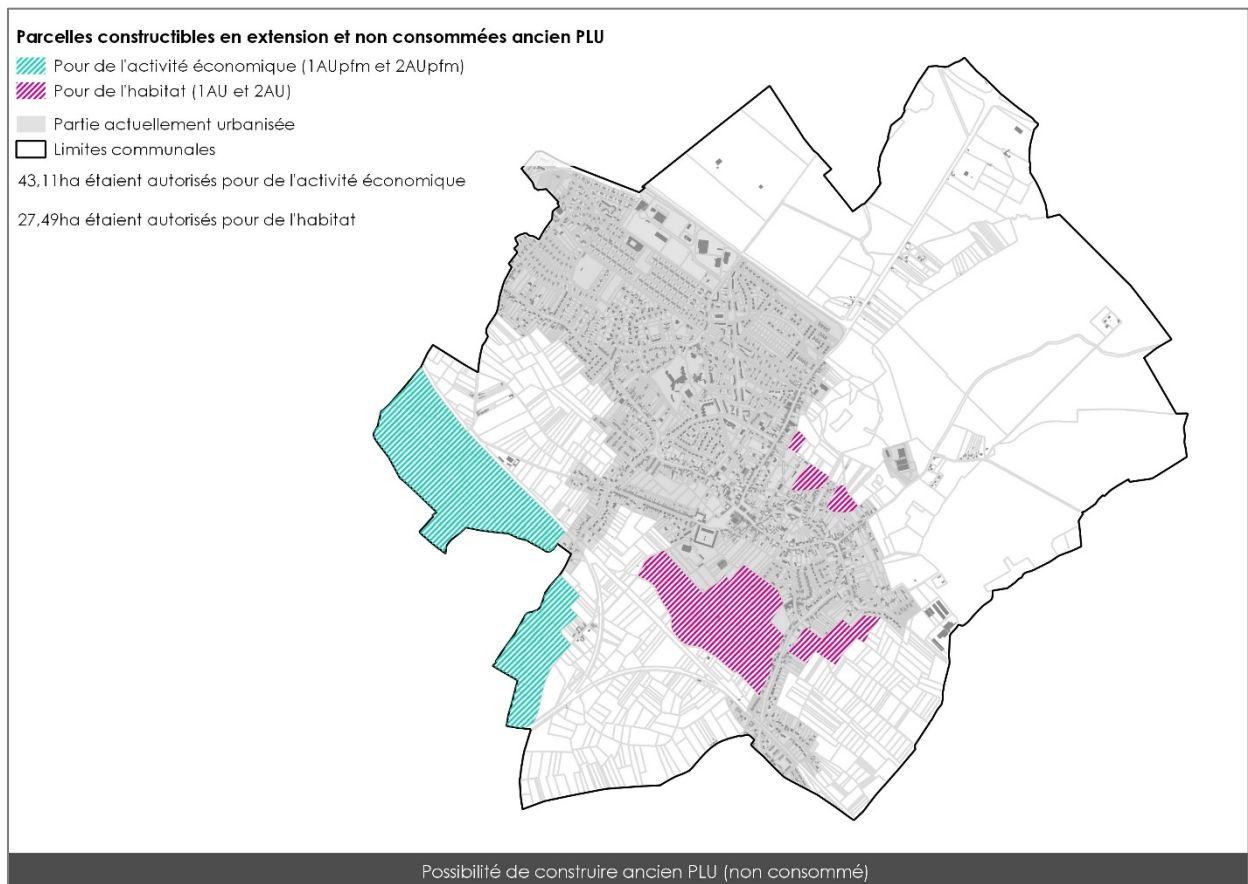 Parcelles constructibles en extension et non consommées ancien PLU
Pour de l'activité économique (1AUpfm et 2AUpfm)
Pour de l'habitat (1AU et 2AU)
Partie actuellement urbanisée
Limites communales
43,11ha étaient autorisés pour de l'activité économique
27,49ha étaient autorisés pour de l'habitat
Possibilité de construire ancien PLU (non consommé)